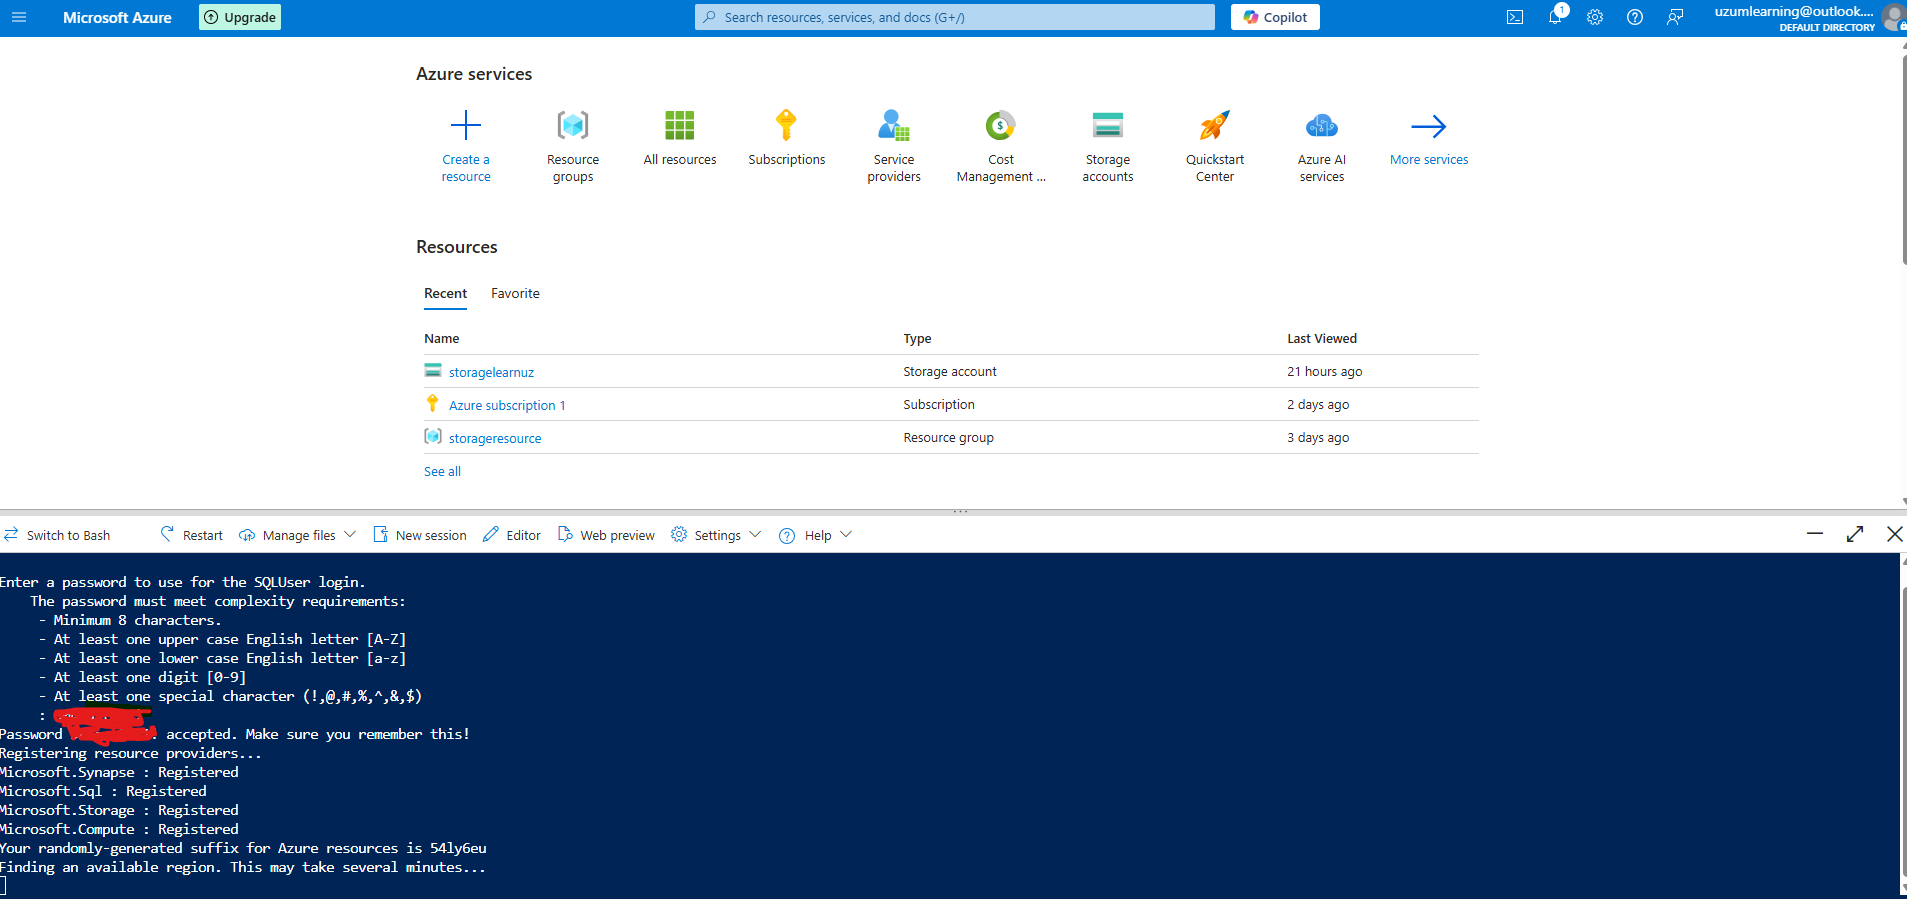 Microsoft Azure
Upgrade
Search resources, services, and docs (G+/)
Copilot
1
uzumlearning@outlook....
DEFAULT DIRECTORY
Azure services
Create a resource
Resource groups
All resources
Subscriptions
Service providers
Cost Management ...
Storage accounts
Quickstart Center
Azure AI services
More services
Resources
Recent Favorite
Name Type Last Viewed
storagelearnuz Storage account 21 hours ago
Azure subscription 1 Subscription 2 days ago
storageresource Resource group 3 days ago
See all
Switch to Bash Restart Manage files New session Editor Web preview Settings Help
Enter a password to use for the SQLUser login.
The password must meet complexity requirements:
- Minimum 8 characters.
- At least one upper case English letter [A-Z]
- At least one lower case English letter [a-z]
- At least one digit [0-9]
- At least one special character (!,@,#,%,^,&,$)
:
Password accepted. Make sure you remember this!
Registering resource providers...
Microsoft.Synapse : Registered
Microsoft.Sql : Registered
Microsoft.Storage : Registered
Microsoft.Compute : Registered
Your randomly-generated suffix for Azure resources is 54ly6eu
Finding an available region. This may take several minutes...